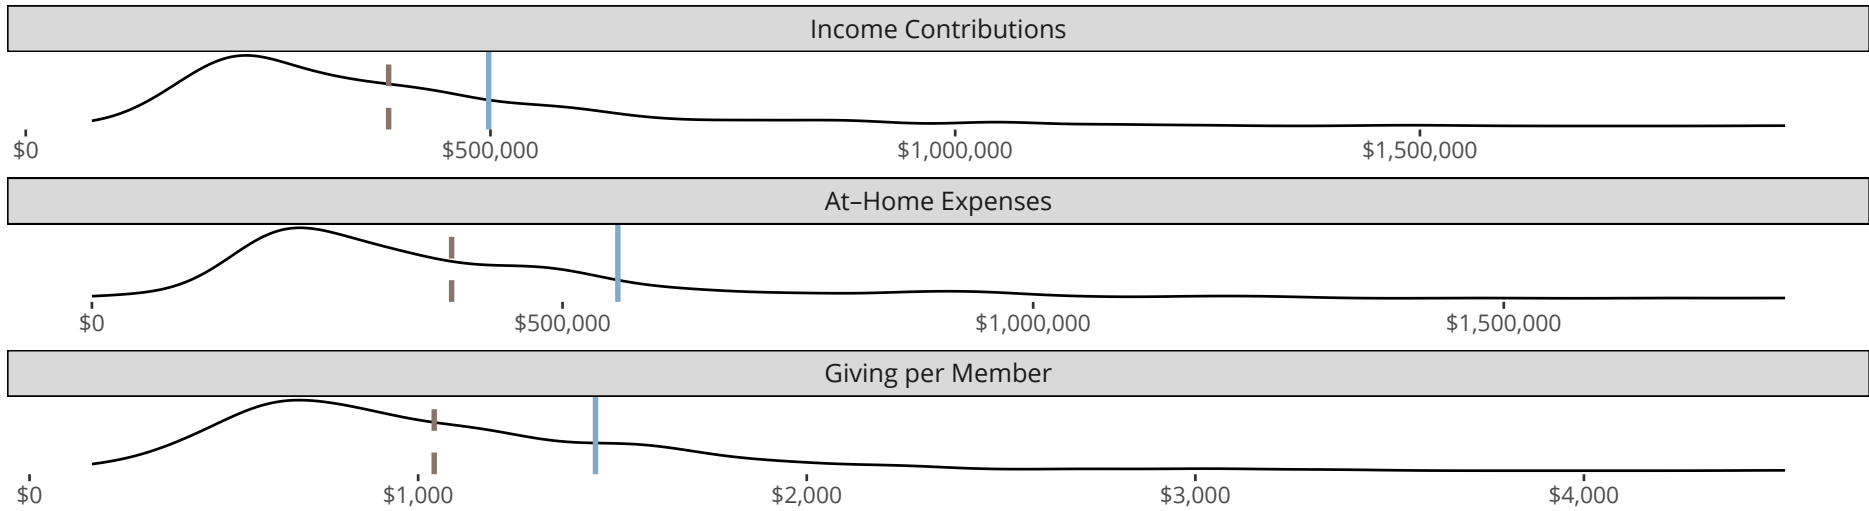 Income Contributions
$0 $500,000 $1,000,000 $1,500,000
At–Home Expenses
$0 $500,000 $1,000,000 $1,500,000
Giving per Member
$0 $1,000 $2,000 $3,000 $4,000